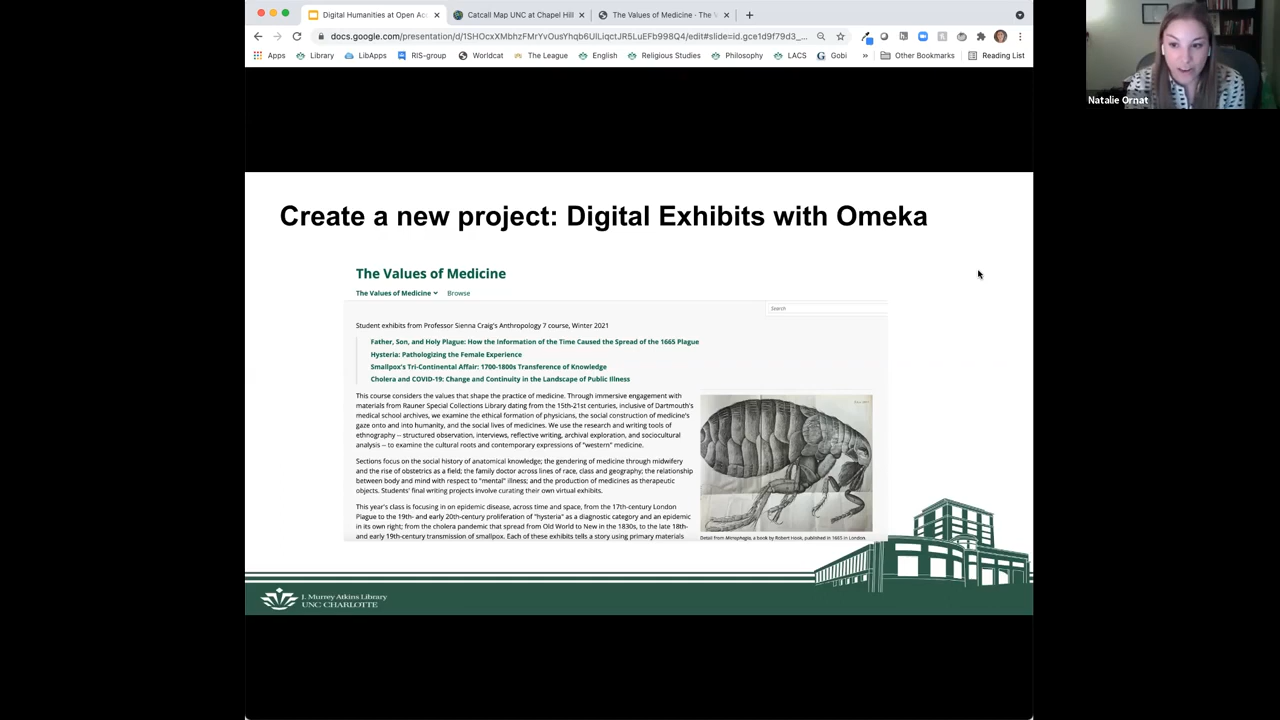 Digital Humanities at Open Ac
Catcall Map UNC at Chapel Hill
The Values of Medicine · The V
docs.google.com/presentation/d/1SHOcxXMbhzFMrYvOusYhqb6UlLiqctJR5LuEFb998Q4/edit#slide=id.gce1d9f79d3_...
Apps
Library
LibApps
RIS-group
Worldcat
The League
English
Religious Studies
Philosophy
LACS
Gobi
»
Other Bookmarks
Reading List
Natalie Ornat
Create a new project: Digital Exhibits with Omeka
The Values of Medicine
The Values of Medicine
Browse
Search
Student exhibits from Professor Sienna Craig's Anthropology 7 course, Winter 2021
Father, Son, and Holy Plague: How the Information of the Time Caused the Spread of the 1665 Plague
Hysteria: Pathologizing the Female Experience
Smallpox's Tri-Continental Affair: 1700-1800s Transference of Knowledge
Cholera and COVID-19: Change and Continuity in the Landscape of Public Illness
This course considers the values that shape the practice of medicine. Through immersive engagement with
materials from Rauner Special Collections Library dating from the 15th-21st centuries, inclusive of Dartmouth's
medical school archives, we examine the ethical formation of physicians, the social construction of medicine's
gaze onto and into humanity, and the social lives of medicines. We use the research and writing tools of
ethnography -- structured observation, interviews, reflective writing, archival exploration, and sociocultural
analysis -- to examine the cultural roots and contemporary expressions of "western" medicine.
Sections focus on the social history of anatomical knowledge; the gendering of medicine through midwifery
and the rise of obstetrics as a field; the family doctor across lines of race, class and geography; the relationship
between body and mind with respect to "mental" illness; and the production of medicines as therapeutic
objects. Students' final writing projects involve curating their own virtual exhibits.
This year's class is focusing in on epidemic disease, across time and space, from the 17th-century London
Plague to the 19th- and early 20th-century proliferation of "hysteria" as a diagnostic category and an epidemic
in its own right; from the cholera pandemic that spread from Old World to New in the 1830s, to the late 18th-
and early 19th-century transmission of smallpox. Each of these exhibits tells a story using primary materials
Detail from Micrographia, a book by Robert Hook, published in 1665 in London.
J. Murrey Atkins Library
UNC CHARLOTTE